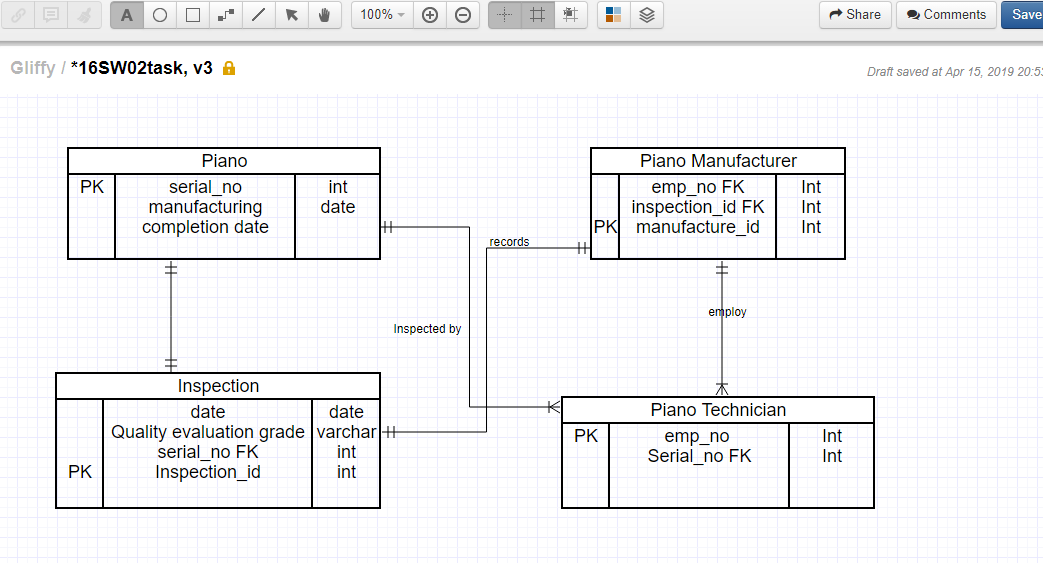 A
100%
Share
Comments
Save
Gliffy / *16SW02task, v3
Draft saved at Apr 15, 2019 20:53
Piano
PK serial_no int
manufacturing date
completion date
Piano Manufacturer
emp_no FK Int
inspection_id FK Int
PK manufacture_id Int
records
employ
Inspected by
Inspection
date date
Quality evaluation grade varchar
serial_no FK int
PK Inspection_id int
Piano Technician
PK emp_no Int
Serial_no FK Int